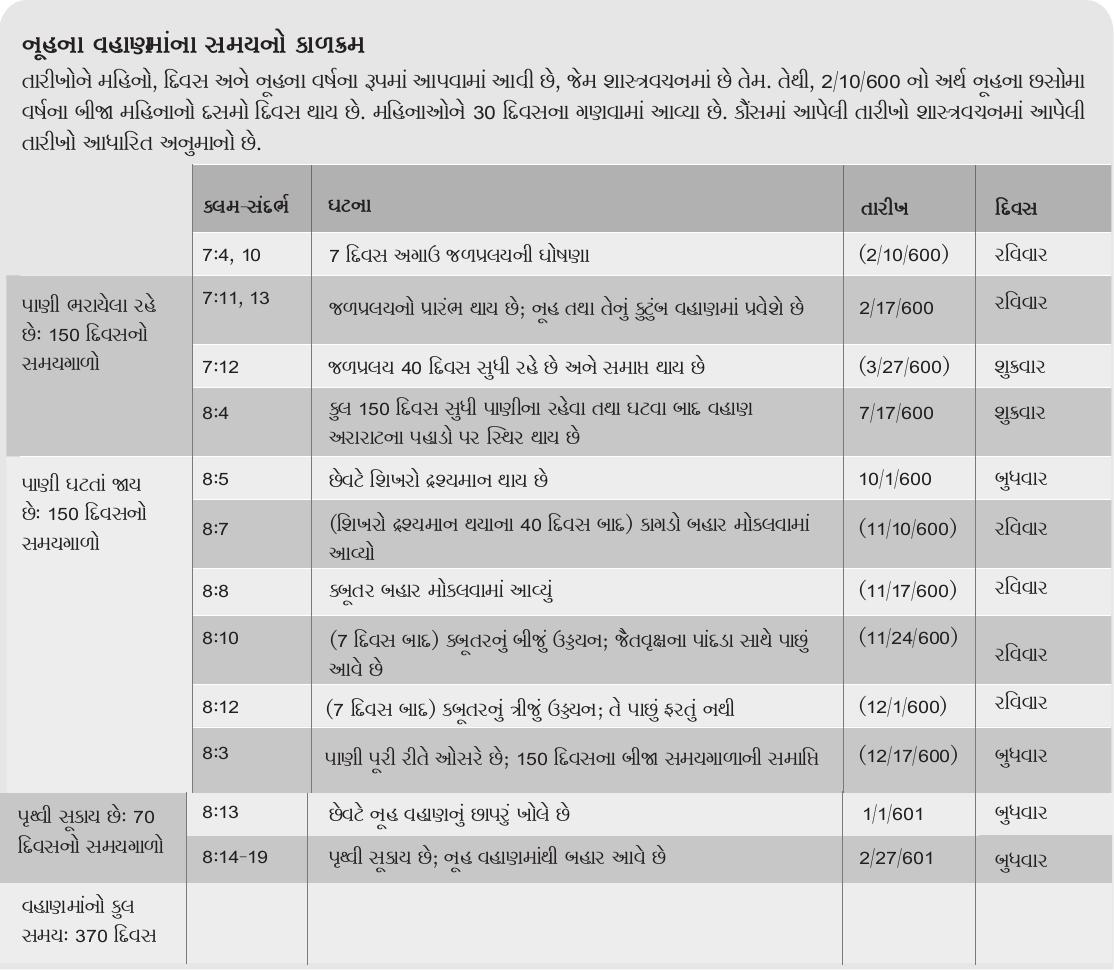 નૂહના વહાણમાંના સમયનો કાળક્રમ
તારીખોને મહિનો, દિવસ અને નૂહના વર્ષના રૂપમાં આપવામાં આવી છે, જેમ શાસ્ત્રવચનમાં છે તેમ. તેથી, 2/10/600 નો અર્થ નૂહના છસોમા
વર્ષના બીજા મહિનાનો દસમો દિવસ થાય છે. મહિનાઓને 30 દિવસના ગણવામાં આવ્યા છે. કૌંસમાં આપેલી તારીખો શાસ્ત્રવચનમાં આપેલી
તારીખો આધારિત અનુમાનો છે.
કલમ-સંદર્ભ ઘટના તારીખ દિવસ
7:4, 10 7 દિવસ અગાઉ જળપ્રલયની ઘોષણા (2/10/600) રવિવાર
પાણી ભરાયેલા રહે
છેઃ 150 દિવસનો
સમયગાળો
7:11, 13 જળપ્રલયનો પ્રારંભ થાય છે; નૂહ તથા તેનું કુટુંબ વહાણમાં પ્રવેશે છે 2/17/600 રવિવાર
7:12 જળપ્રલય 40 દિવસ સુધી રહે છે અને સમાપ્ત થાય છે (3/27/600) શુક્રવાર
8:4 કુલ 150 દિવસ સુધી પાણીના રહેવા તથા ઘટવા બાદ વહાણ
અરારાટના પહાડો પર સ્થિર થાય છે 7/17/600 શુક્રવાર
પાણી ઘટતાં જાય
છેઃ 150 દિવસનો
સમયગાળો
8:5 છેવટે શિખરો દ્રશ્યમાન થાય છે 10/1/600 બુધવાર
8:7 (શિખરો દ્રશ્યમાન થયાના 40 દિવસ બાદ) કાગડો બહાર મોકલવામાં
આવ્યો (11/10/600) રવિવાર
8:8 કબૂતર બહાર મોકલવામાં આવ્યું (11/17/600) રવિવાર
8:10 (7 દિવસ બાદ) કબૂતરનું બીજું ઉડ્ડયન; જૈતવૃક્ષના પાંદડા સાથે પાછું
આવે છે (11/24/600) રવિવાર
8:12 (7 દિવસ બાદ) કબૂતરનું ત્રીજું ઉડ્ડયન; તે પાછું ફરતું નથી (12/1/600) રવિવાર
8:3 પાણી પૂરી રીતે ઓસરે છે; 150 દિવસના બીજા સમયગાળાની સમાપ્તિ (12/17/600) બુધવાર
પૃથ્વી સૂકાય છેઃ 70
દિવસનો સમયગાળો
8:13 છેવટે નૂહ વહાણનું છાપરું ખોલે છે 1/1/601 બુધવાર
8:14-19 પૃથ્વી સૂકાય છે; નૂહ વહાણમાંથી બહાર આવે છે 2/27/601 બુધવાર
વહાણમાંનો કુલ
સમયઃ 370 દિવસ